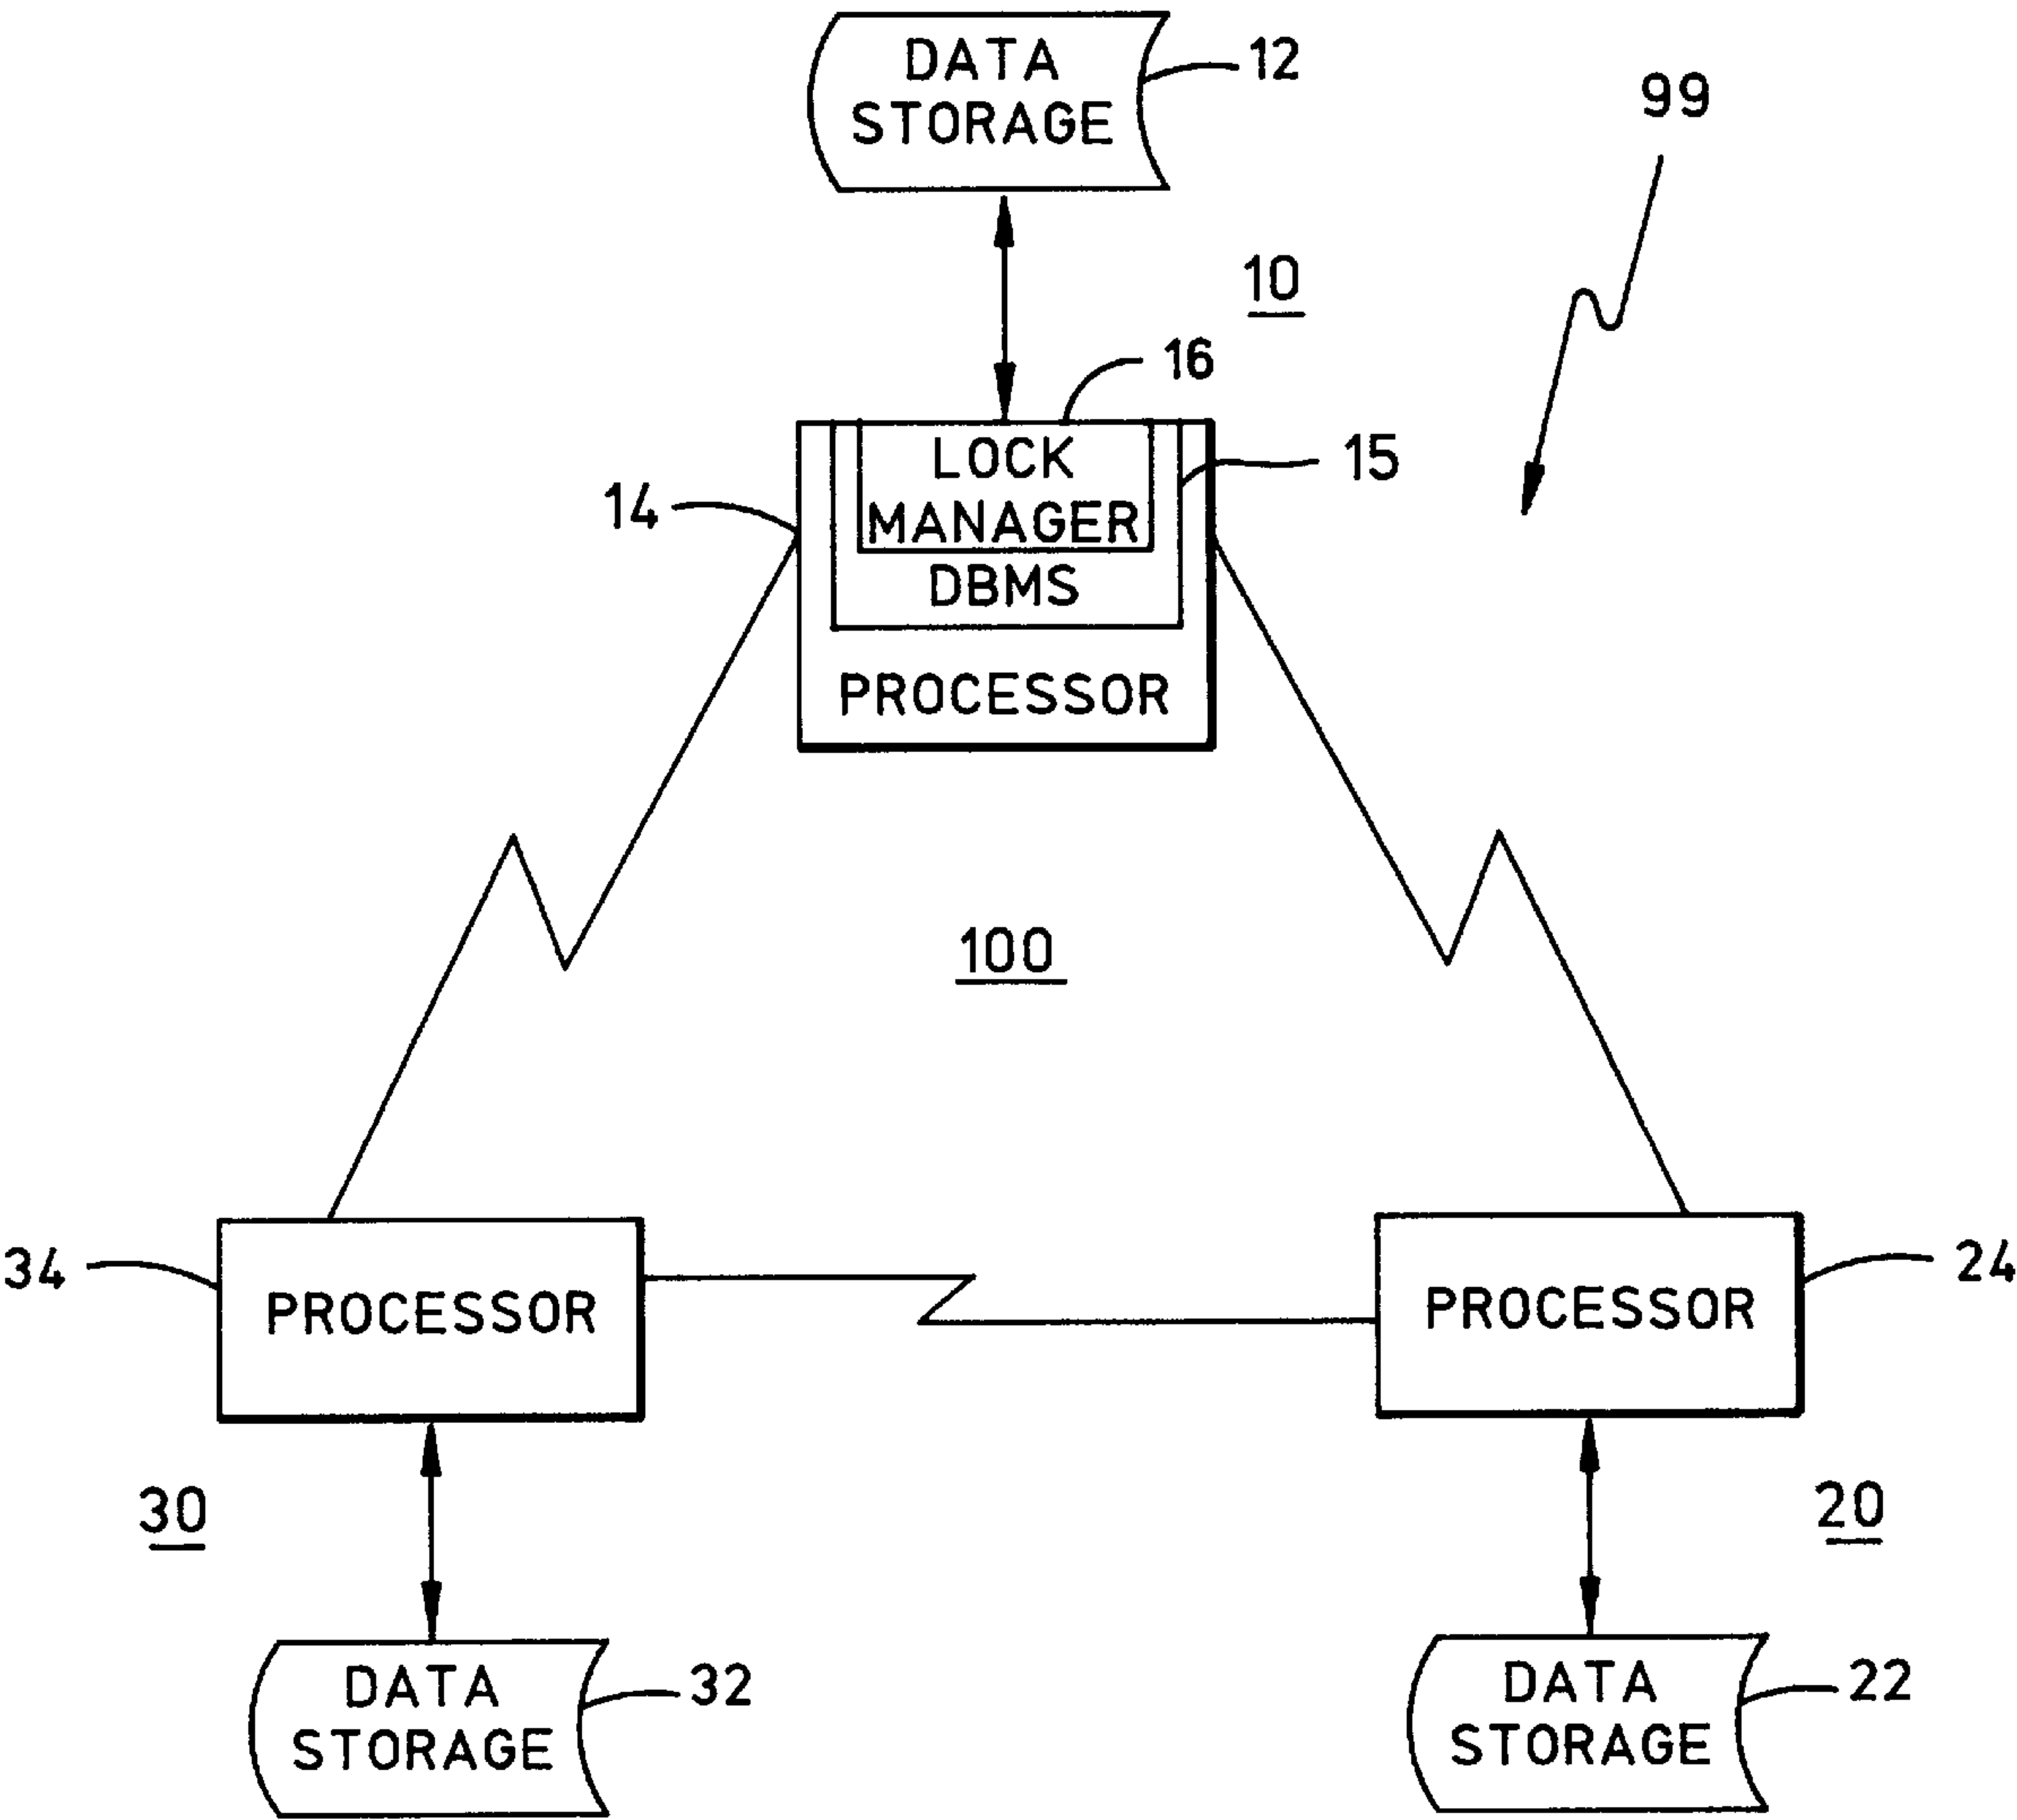 DATA
STORAGE
12
99
10
16
LOCK
MANAGER
15
14
DBMS
PROCESSOR
100
34
PROCESSOR
PROCESSOR
24
30
20
DATA
STORAGE
32
DATA
STORAGE
22